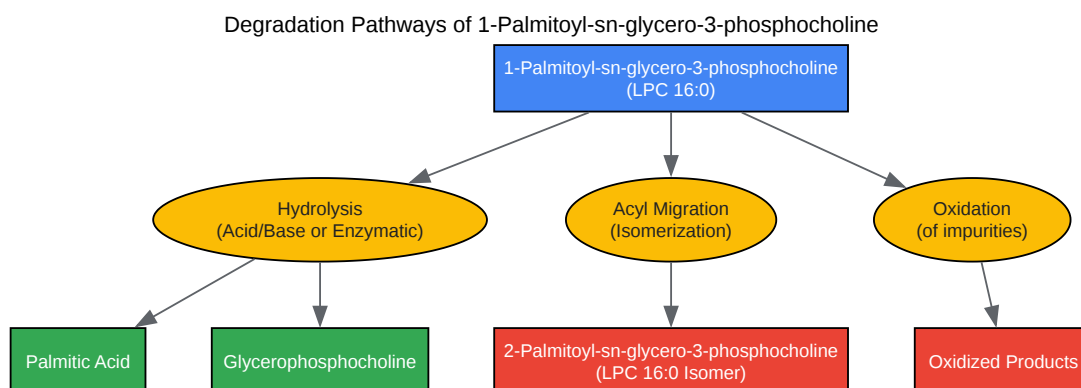 Degradation Pathways of 1-Palmitoyl-sn-glycero-3-phosphocholine
1-Palmitoyl-sn-glycero-3-phosphocholine
(LPC 16:0)
Hydrolysis
(Acid/Base or Enzymatic)
Acyl Migration
(Isomerization)
Oxidation
(of impurities)
Palmitic Acid
Glycerophosphocholine
2-Palmitoyl-sn-glycero-3-phosphocholine
(LPC 16:0 Isomer)
Oxidized Products